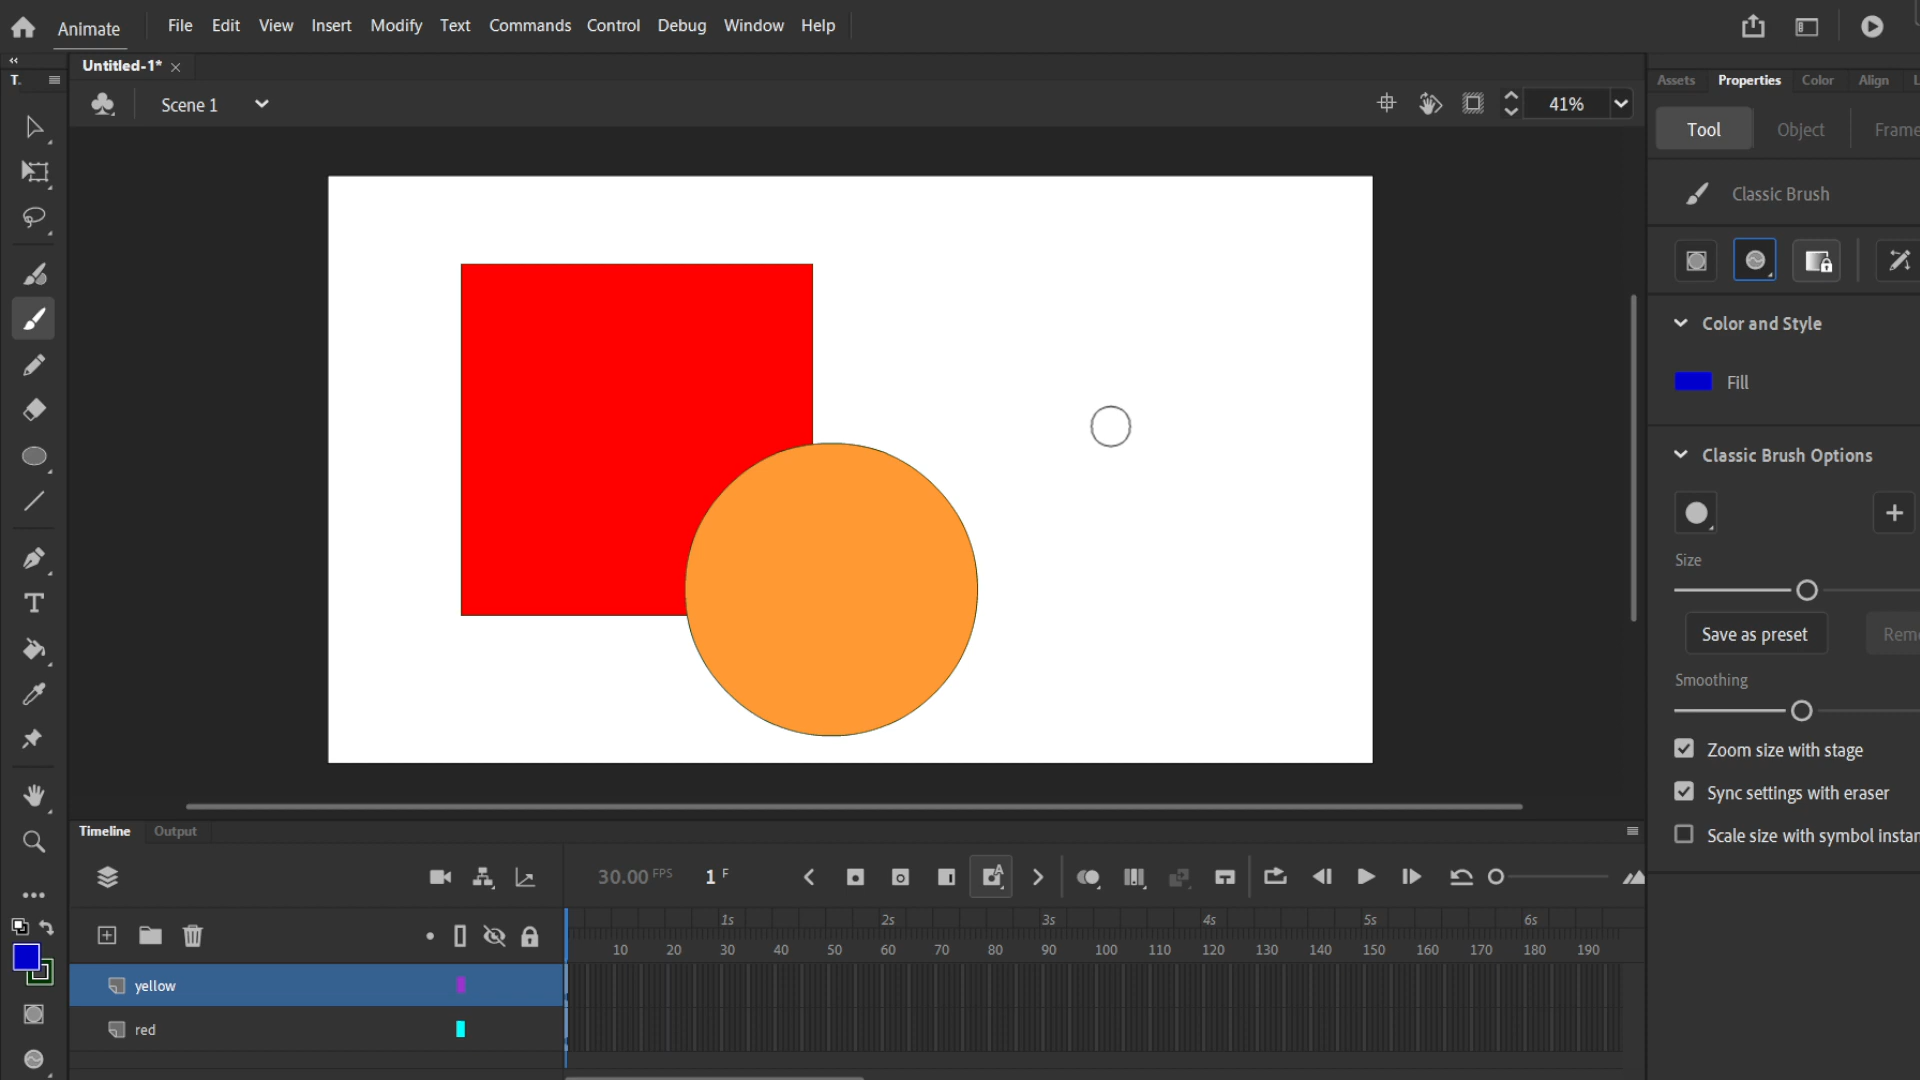 Animate File Edit View Insert Modify Text Commands Control Debug Window Help
T.
Untitled-1*
Scene 1
41%
Assets Properties Color Align
Tool Object Frame
Classic Brush
Color and Style
Fill
Classic Brush Options
Size
Save as preset Rem
Smoothing
Zoom size with stage
Sync settings with eraser
Scale size with symbol instan
Timeline Output
30.00 FPS 1 F
A
1s 2s 3s 4s 5s 6s
10 20 30 40 50 60 70 80 90 100 110 120 130 140 150 160 170 180 190
yellow
red